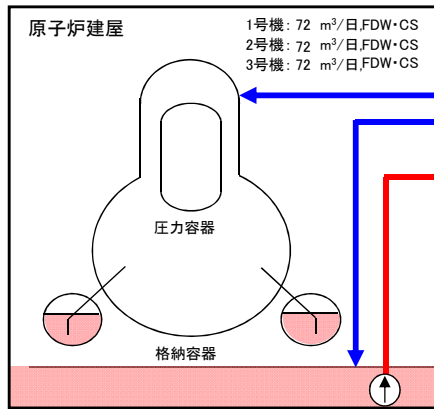 原子炉建屋
1号機: 72 m³/日,FDW・CS
2号機: 72 m³/日,FDW・CS
3号機: 72 m³/日,FDW・CS
圧力容器
格納容器